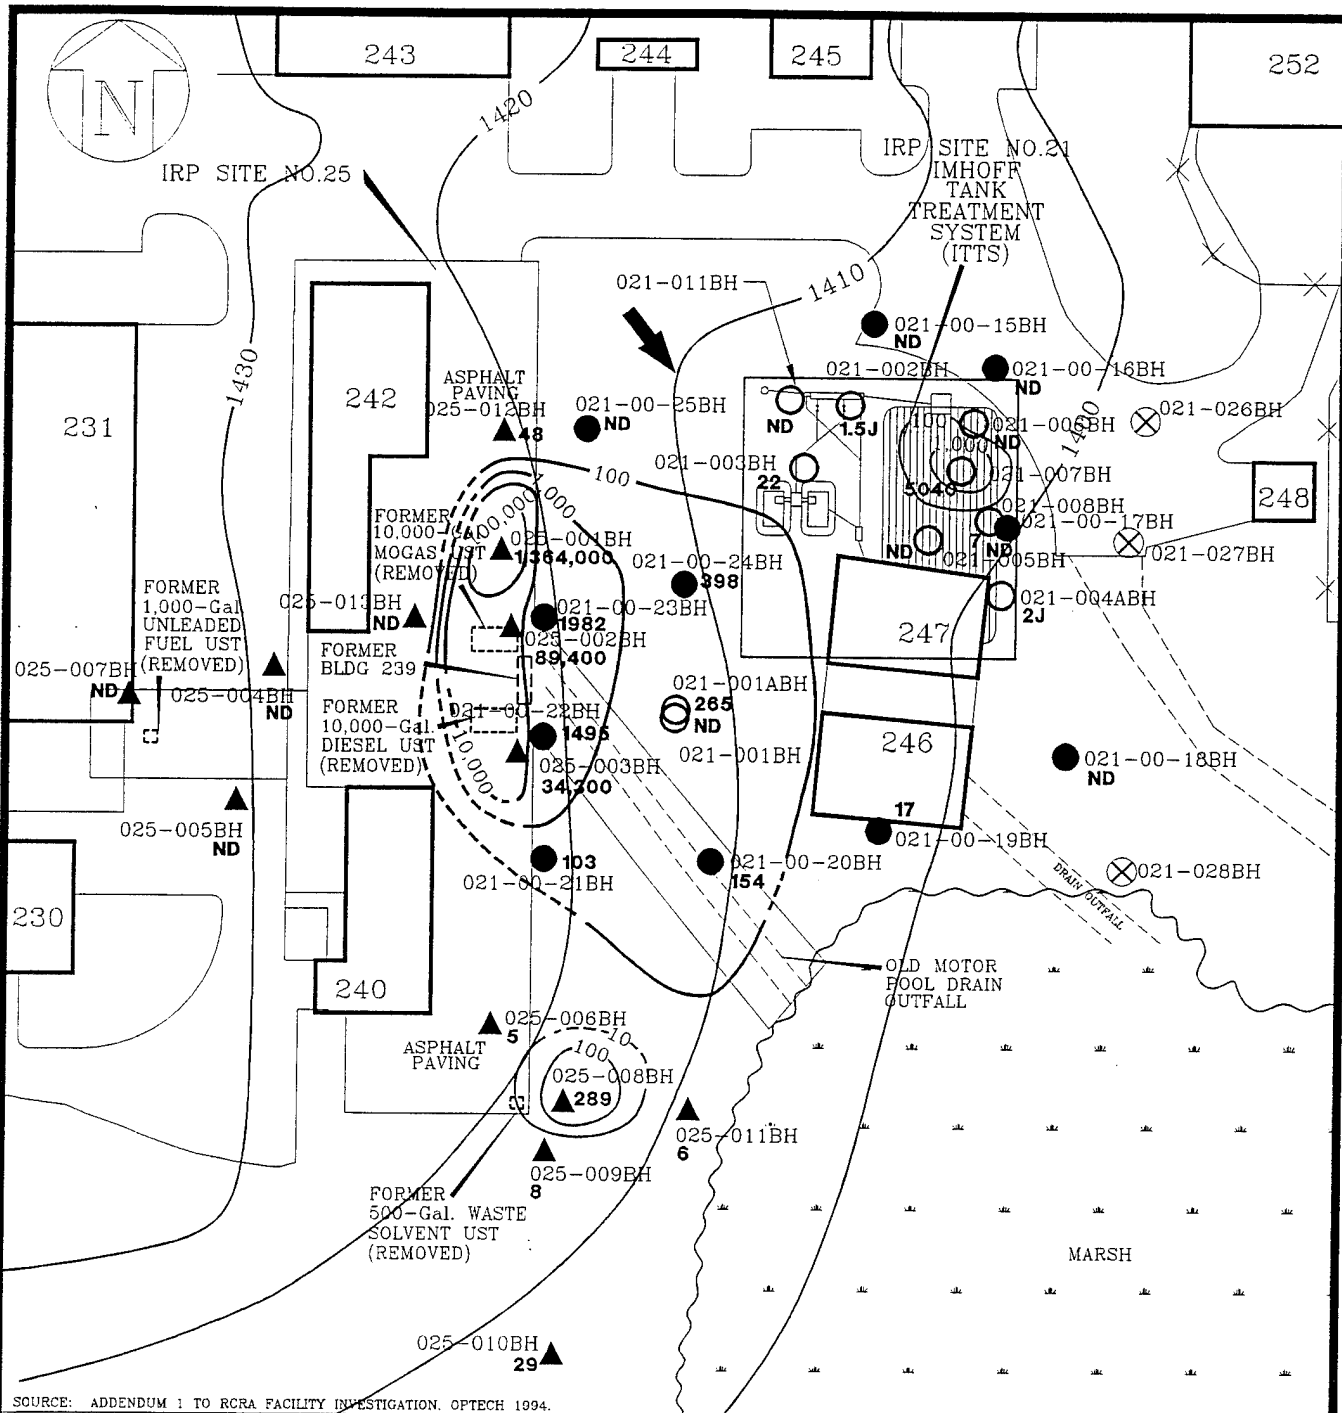 243
244
245
252
N
1420
IRP SITE NO.25
IRP SITE NO.21
IMHOFF
TANK
TREATMENT
SYSTEM
(ITTS)
021-011BH
1410
021-00-15BH
ND
1430
242
231
ASPHALT
PAVING
025-012BH
48
021-00-25BH
ND
021-002BH
021-00-16BH
ND
ND
1.5J
100
021-006BH
ND
1400
021-026BH
021-003BH
22
021-007BH
5040
248
100
1,000
100,000
FORMER
10,000-Gal
MOGAS UST
(REMOVED)
025-001BH
1,364,000
021-00-24BH
398
021-008BH
7
021-00-17BH
ND
ND
021-005BH
021-027BH
FORMER
1,000-Gal
UNLEADED
FUEL UST
(REMOVED)
025-013BH
ND
021-00-23BH
1982
025-002BH
89,400
021-004ABH
2J
247
FORMER
BLDG 239
025-007BH
ND
025-004BH
ND
021-001ABH
265
ND
021-001BH
FORMER
10,000-Gal.
DIESEL UST
(REMOVED)
021-00-22BH
1495
10,000
025-003BH
34,300
246
021-00-18BH
ND
025-005BH
ND
17
021-00-19BH
103
021-00-21BH
021-00-20BH
154
021-028BH
DRAIN OUTFALL
230
240
OLD MOTOR
POOL DRAIN
OUTFALL
025-006BH
5
ASPHALT
PAVING
10
100
025-008BH
289
025-011BH
6
025-009BH
8
FORMER
500-Gal. WASTE
SOLVENT UST
(REMOVED)
MARSH
025-010BH
29
SOURCE: ADDENDUM 1 TO RCRA FACILITY INVESTIGATION, OPTECH 1994.